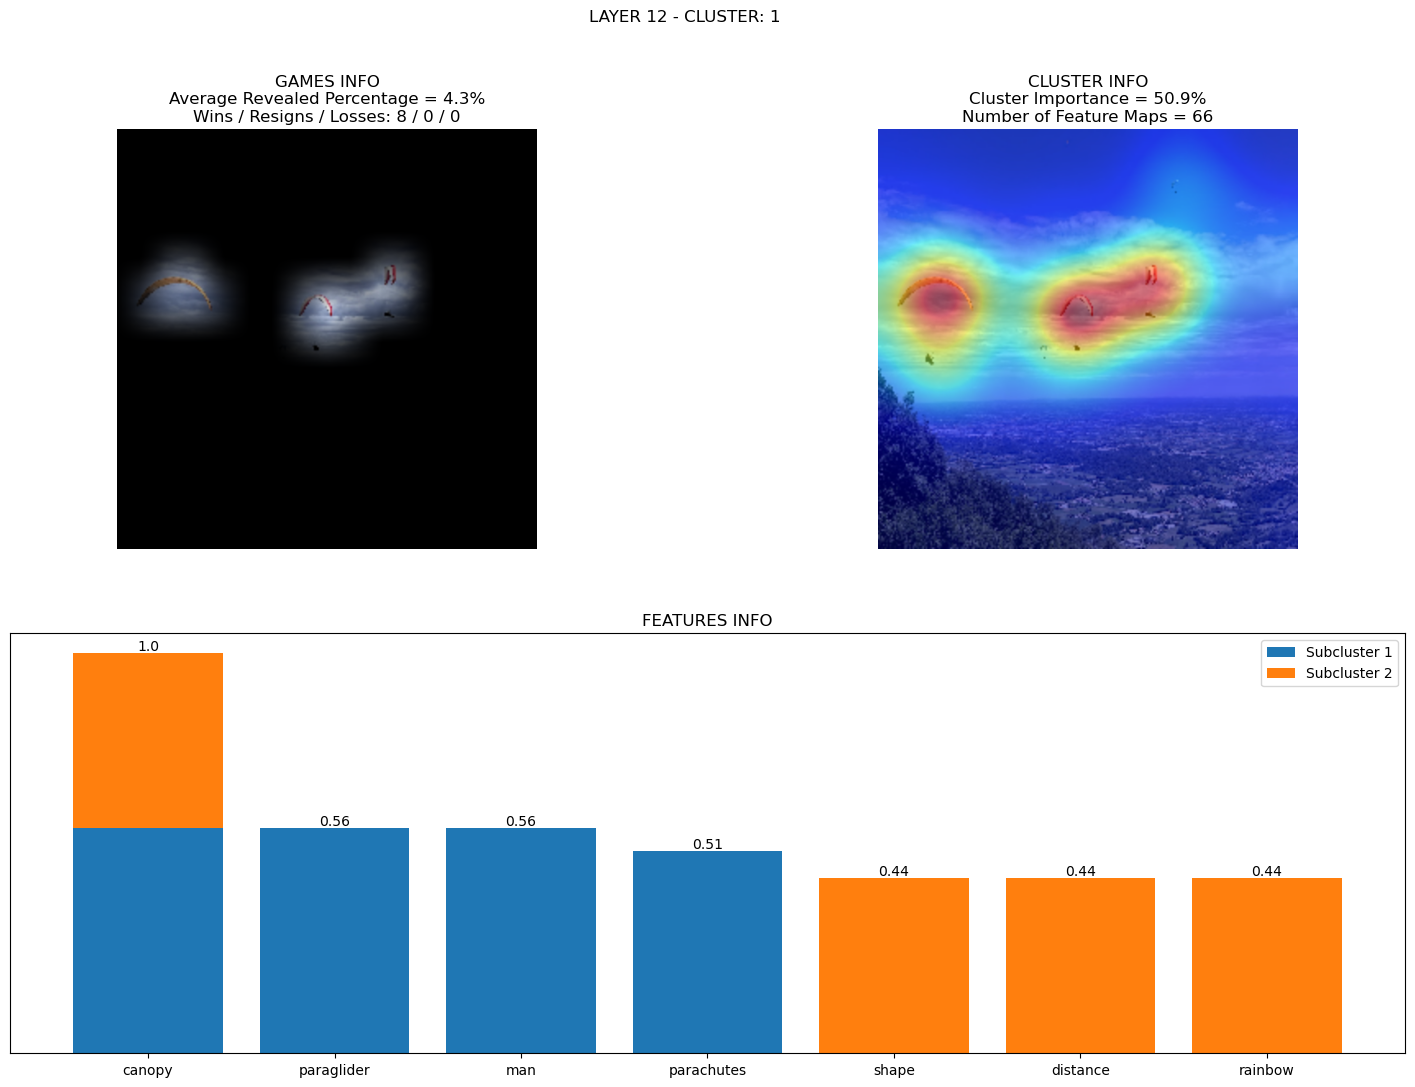 LAYER 12 - CLUSTER: 1
GAMES INFO
Average Revealed Percentage = 4.3%
Wins / Resigns / Losses: 8 / 0 / 0
CLUSTER INFO
Cluster Importance = 50.9%
Number of Feature Maps = 66
FEATURES INFO
Subcluster 1
Subcluster 2
1.0
0.56
0.56
0.51
0.44
0.44
0.44
canopy
paraglider
man
parachutes
shape
distance
rainbow